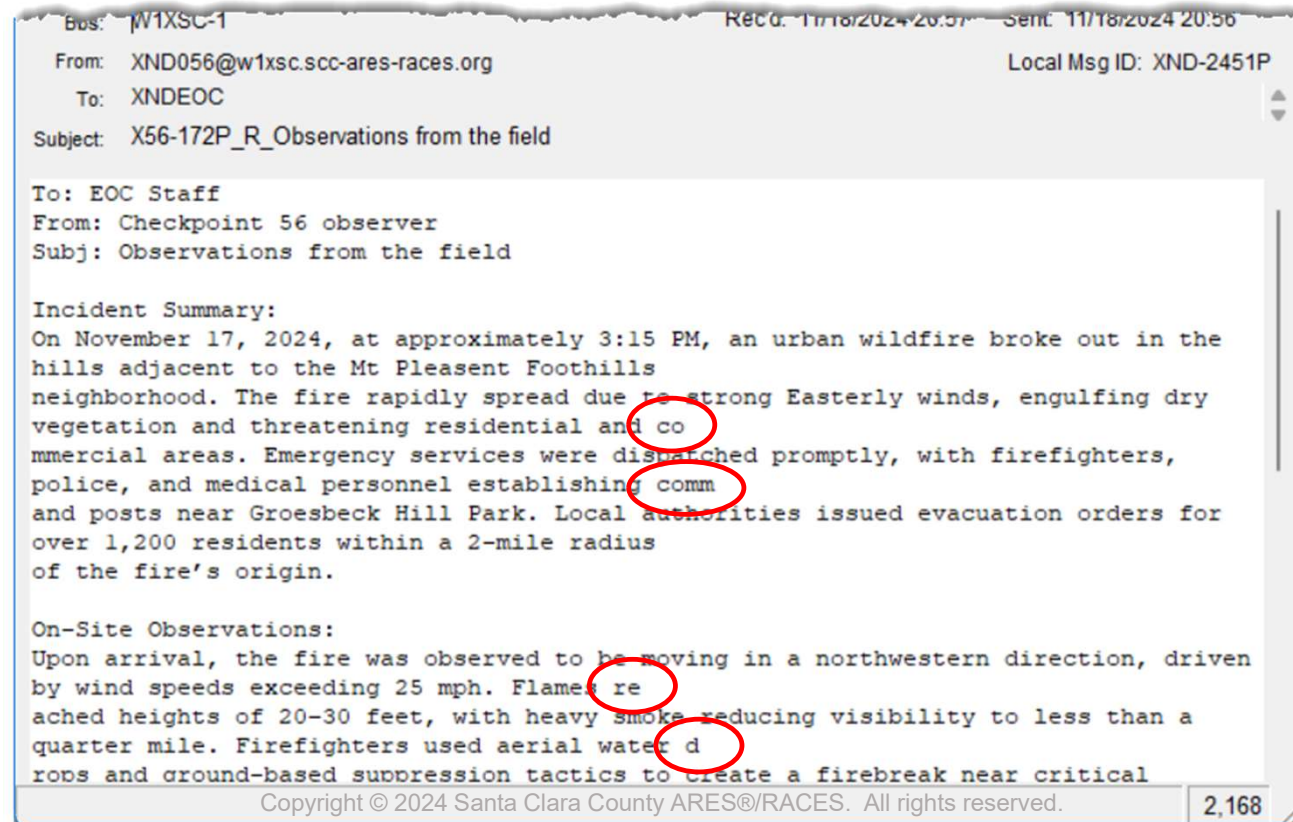 Bbs: W1XSC-1 Rec'd: 11/18/2024 20:57 Sent: 11/18/2024 20:56
From: XND056@w1xsc.scc-ares-races.org Local Msg ID: XND-2451P
To: XNDEOC
Subject: X56-172P_R_Observations from the field
To: EOC Staff
From: Checkpoint 56 observer
Subj: Observations from the field
Incident Summary:
On November 17, 2024, at approximately 3:15 PM, an urban wildfire broke out in the
hills adjacent to the Mt Pleasent Foothills
neighborhood. The fire rapidly spread due to strong Easterly winds, engulfing dry
vegetation and threatening residential and co
mmercial areas. Emergency services were dispatched promptly, with firefighters,
police, and medical personnel establishing comm
and posts near Groesbeck Hill Park. Local authorities issued evacuation orders for
over 1,200 residents within a 2-mile radius
of the fire’s origin.
On-Site Observations:
Upon arrival, the fire was observed to be moving in a northwestern direction, driven
by wind speeds exceeding 25 mph. Flames re
ached heights of 20-30 feet, with heavy smoke reducing visibility to less than a
quarter mile. Firefighters used aerial water d
rops and ground-based suppression tactics to create a firebreak near critical
Copyright © 2024 Santa Clara County ARES®/RACES. All rights reserved. 2,168